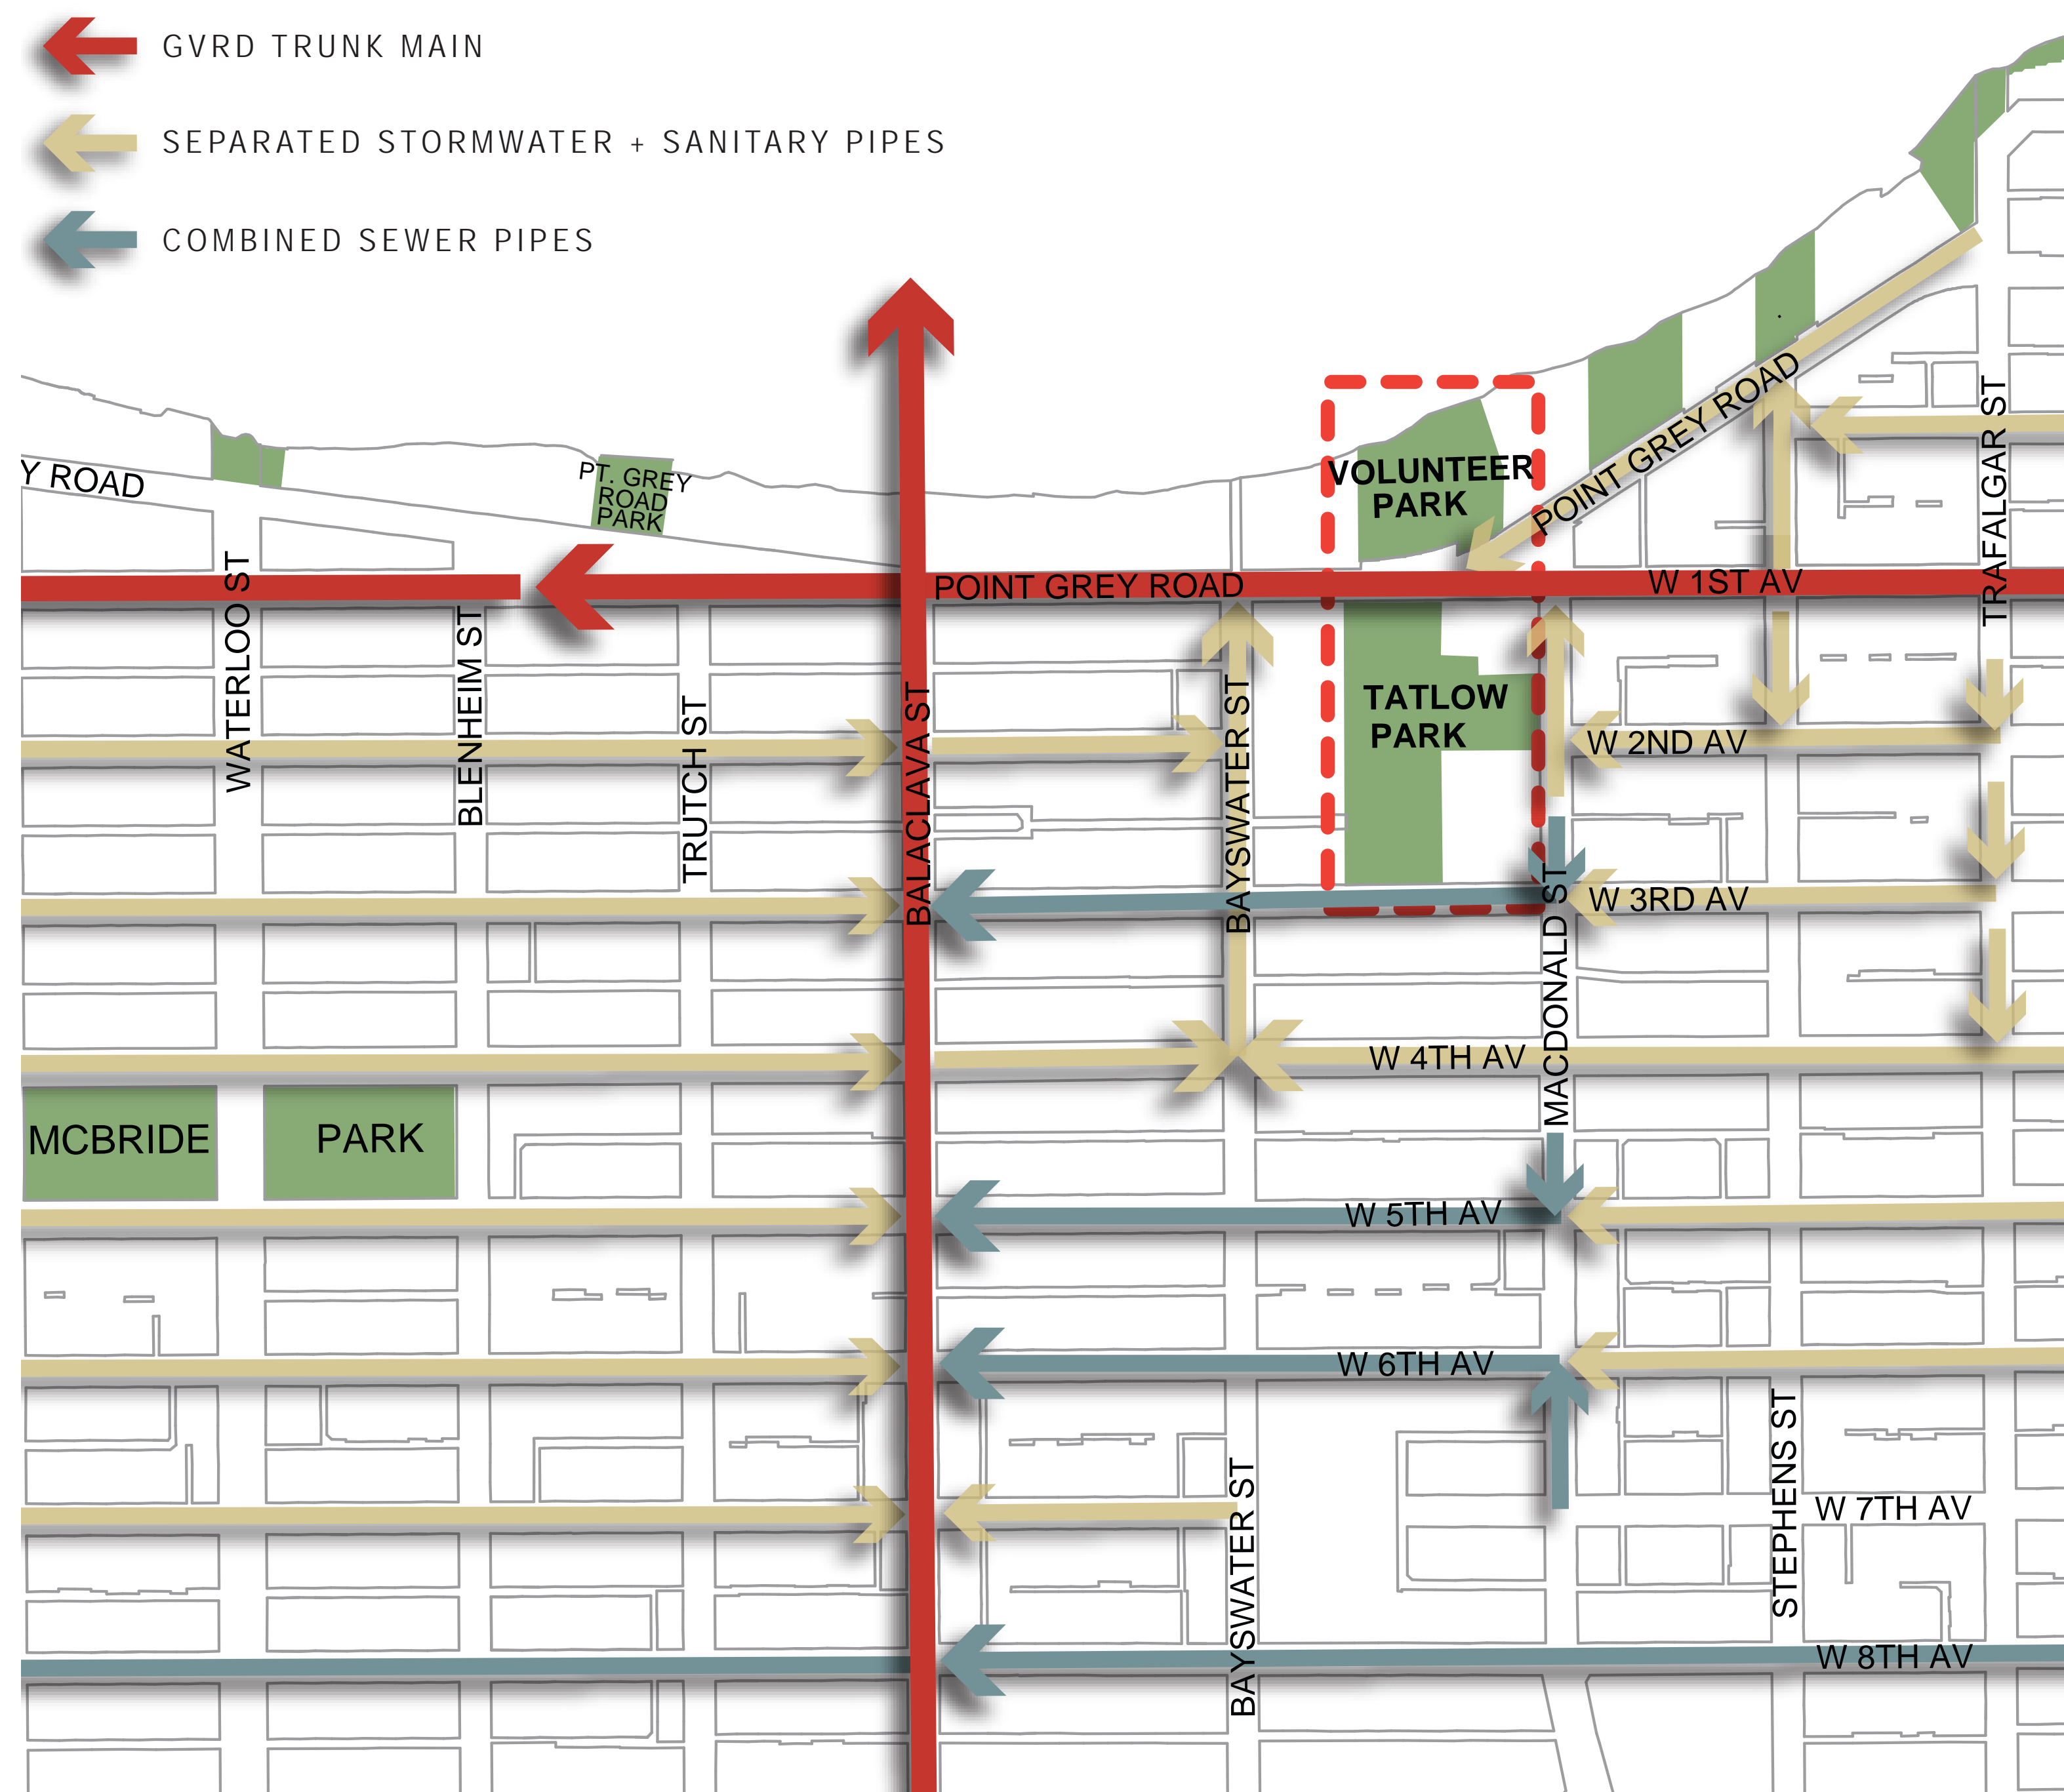 GVRD TRUNK MAIN
SEPARATED STORMWATER + SANITARY PIPES
COMBINED SEWER PIPES
Y ROAD
PT. GREY
ROAD
PARK
VOLUNTEER
PARK
POINT GREY ROAD
TRAFALGAR ST
POINT GREY ROAD
W 1ST AV
WATERLOO ST
BLENHEIM ST
TRUTCH ST
BALACLAVA ST
BAYSWATER ST
TATLOW
PARK
W 2ND AV
MACDONALD ST
W 3RD AV
W 4TH AV
MCBRIDE
PARK
W 5TH AV
W 6TH AV
STEPHENS ST
BAYSWATER ST
W 7TH AV
W 8TH AV